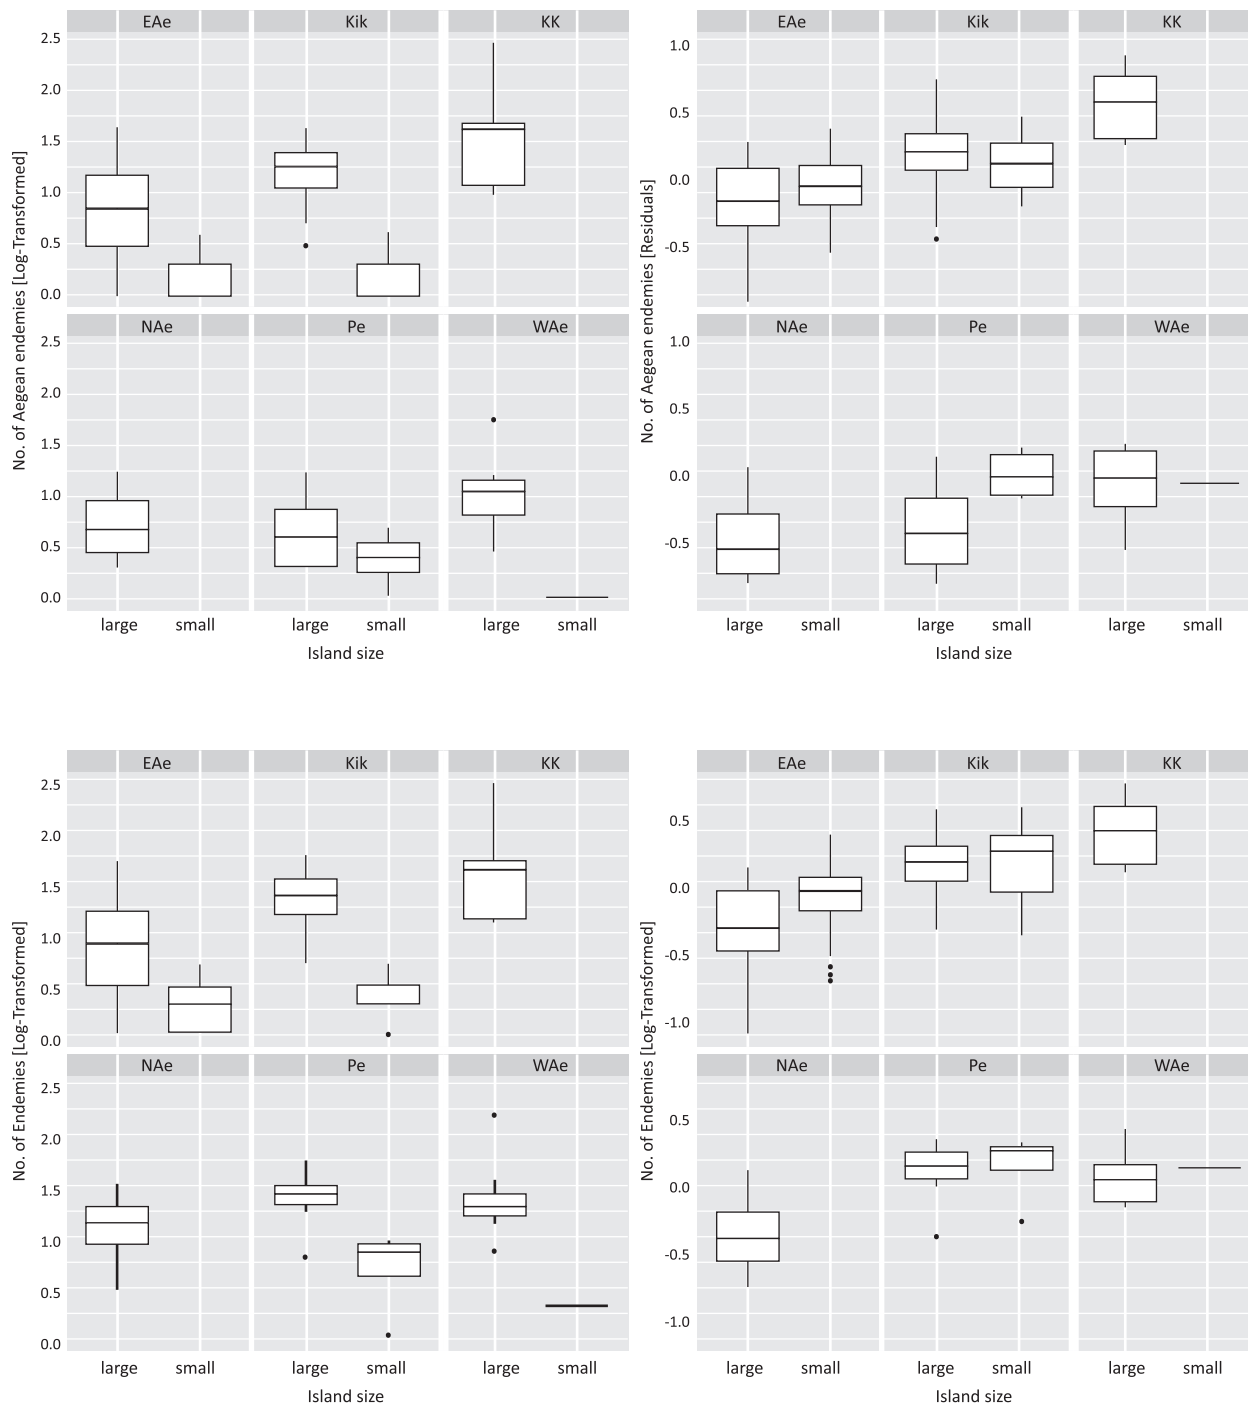 EAe Kik KK
2.5
2.0
1.5
1.0
0.5
0.0
NAe Pe WAe
2.5
2.0
1.5
1.0
0.5
0.0
No. of Aegean endemies [Log-Transformed]
large small large small large small
Island size
EAe Kik KK
1.0
0.5
0.0
-0.5
NAe Pe WAe
1.0
0.5
0.0
-0.5
No. of Aegean endemies [Residuals]
large small large small large small
Island size
EAe Kik KK
2.5
2.0
1.5
1.0
0.5
0.0
NAe Pe WAe
2.5
2.0
1.5
1.0
0.5
0.0
No. of Endemies [Log-Transformed]
large small large small large small
Island size
EAe Kik KK
0.5
0.0
-0.5
-1.0
NAe Pe WAe
0.5
0.0
-0.5
-1.0
No. of Endemies [Log-Transformed]
large small large small large small
Island size